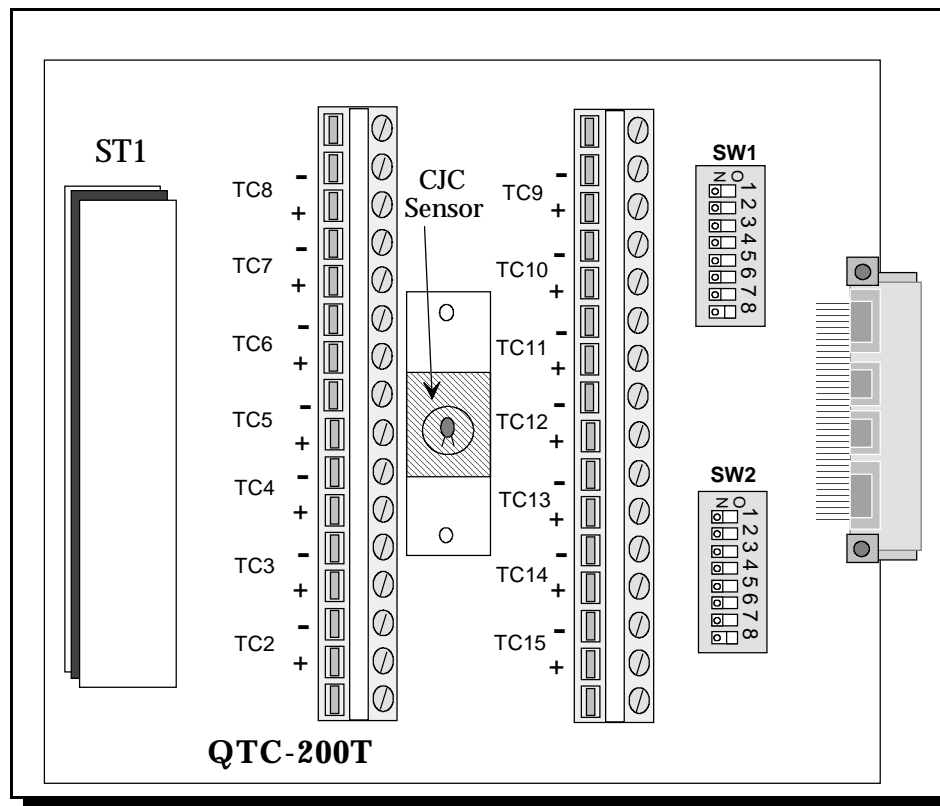 ST1
TC8
-
+
TC7
-
+
TC6
-
+
TC5
-
+
TC4
-
+
TC3
-
+
TC2
-
+
CJC
Sensor
TC9
-
+
TC10
-
+
TC11
-
+
TC12
-
+
TC13
-
+
TC14
-
+
TC15
-
+
SW1
ON
1 2 3 4 5 6 7 8
SW2
ON
1 2 3 4 5 6 7 8
QTC-200T